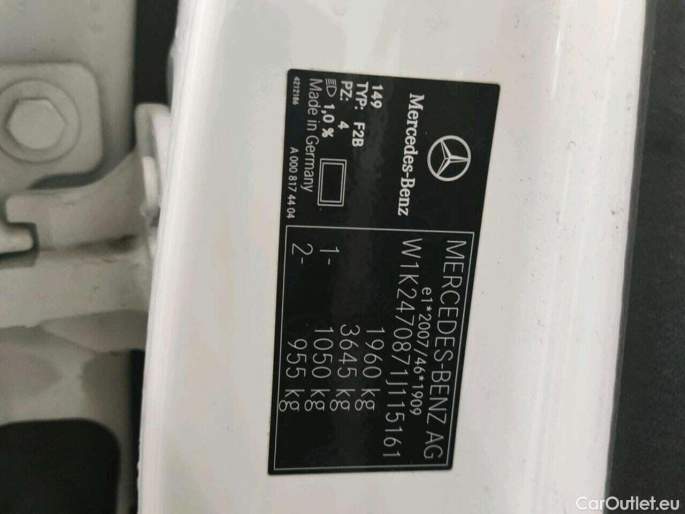 Mercedes-Benz
149
TYP: F2B
PZ: 4
1,0 %
Made in Germany
4212186
A 000 817 44 04
MERCEDES-BENZ AG
e1*2007/46*1909
W1K2470871J115161
1960 kg
3645 kg
1- 1050 kg
2- 955 kg
CarOutlet.eu